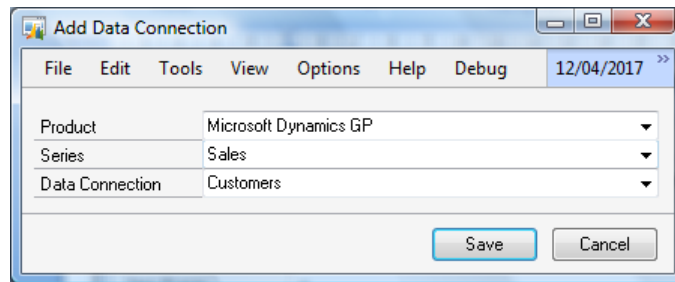 Add Data Connection
File Edit Tools View Options Help Debug 12/04/2017 »
Product Microsoft Dynamics GP
Series Sales
Data Connection Customers
Save Cancel